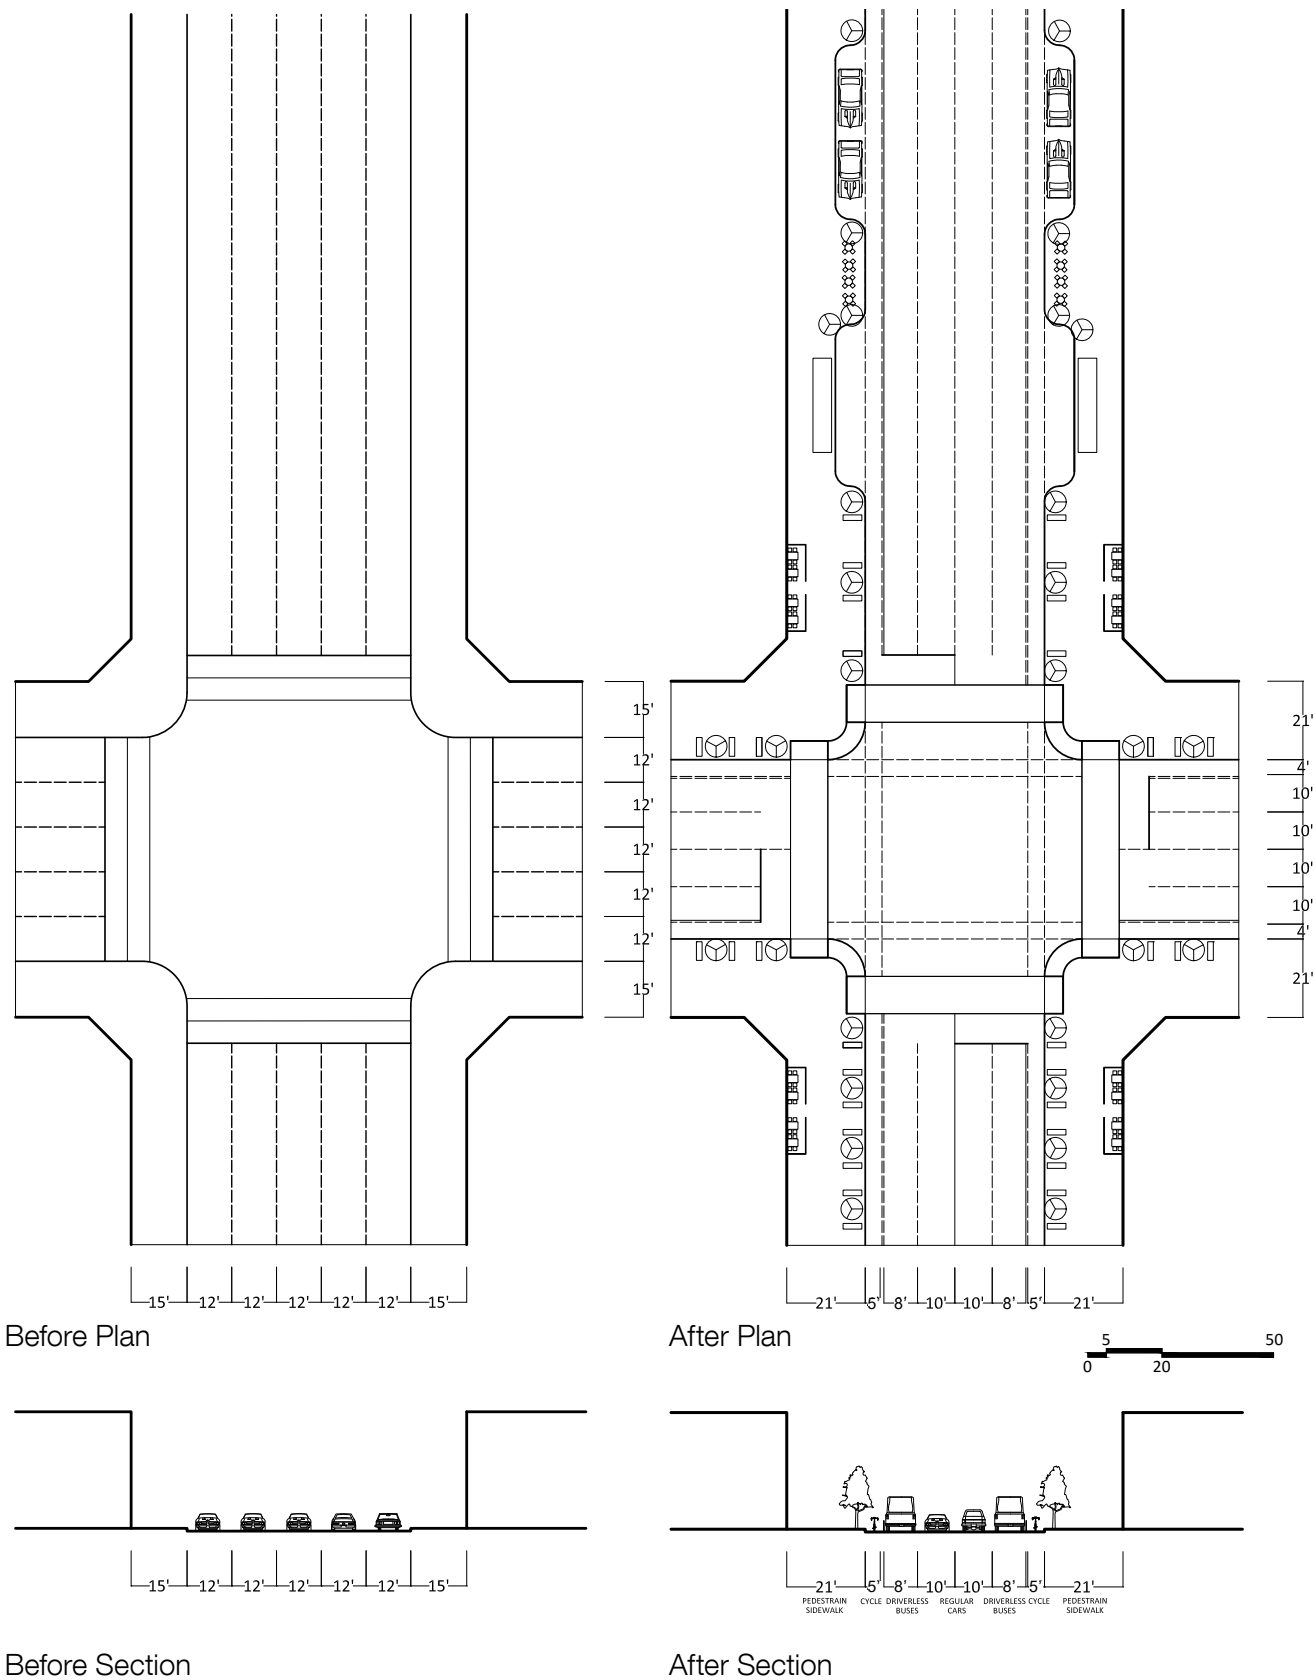 15'
12'
12'
12'
12'
12'
15'
21'
4'
10'
10'
10'
10'
4'
21'
15' 12' 12' 12' 12' 12' 15'
21' 5' 8' 10' 10' 8' 5' 21'
Before Plan
After Plan
5 50
0 20
15' 12' 12' 12' 12' 12' 15'
21' 5' 8' 10' 10' 8' 5' 21'
PEDESTRAIN CYCLE DRIVERLESS REGULAR DRIVERLESS CYCLE PEDESTRAIN
SIDEWALK BUSES CARS BUSES SIDEWALK
Before Section
After Section